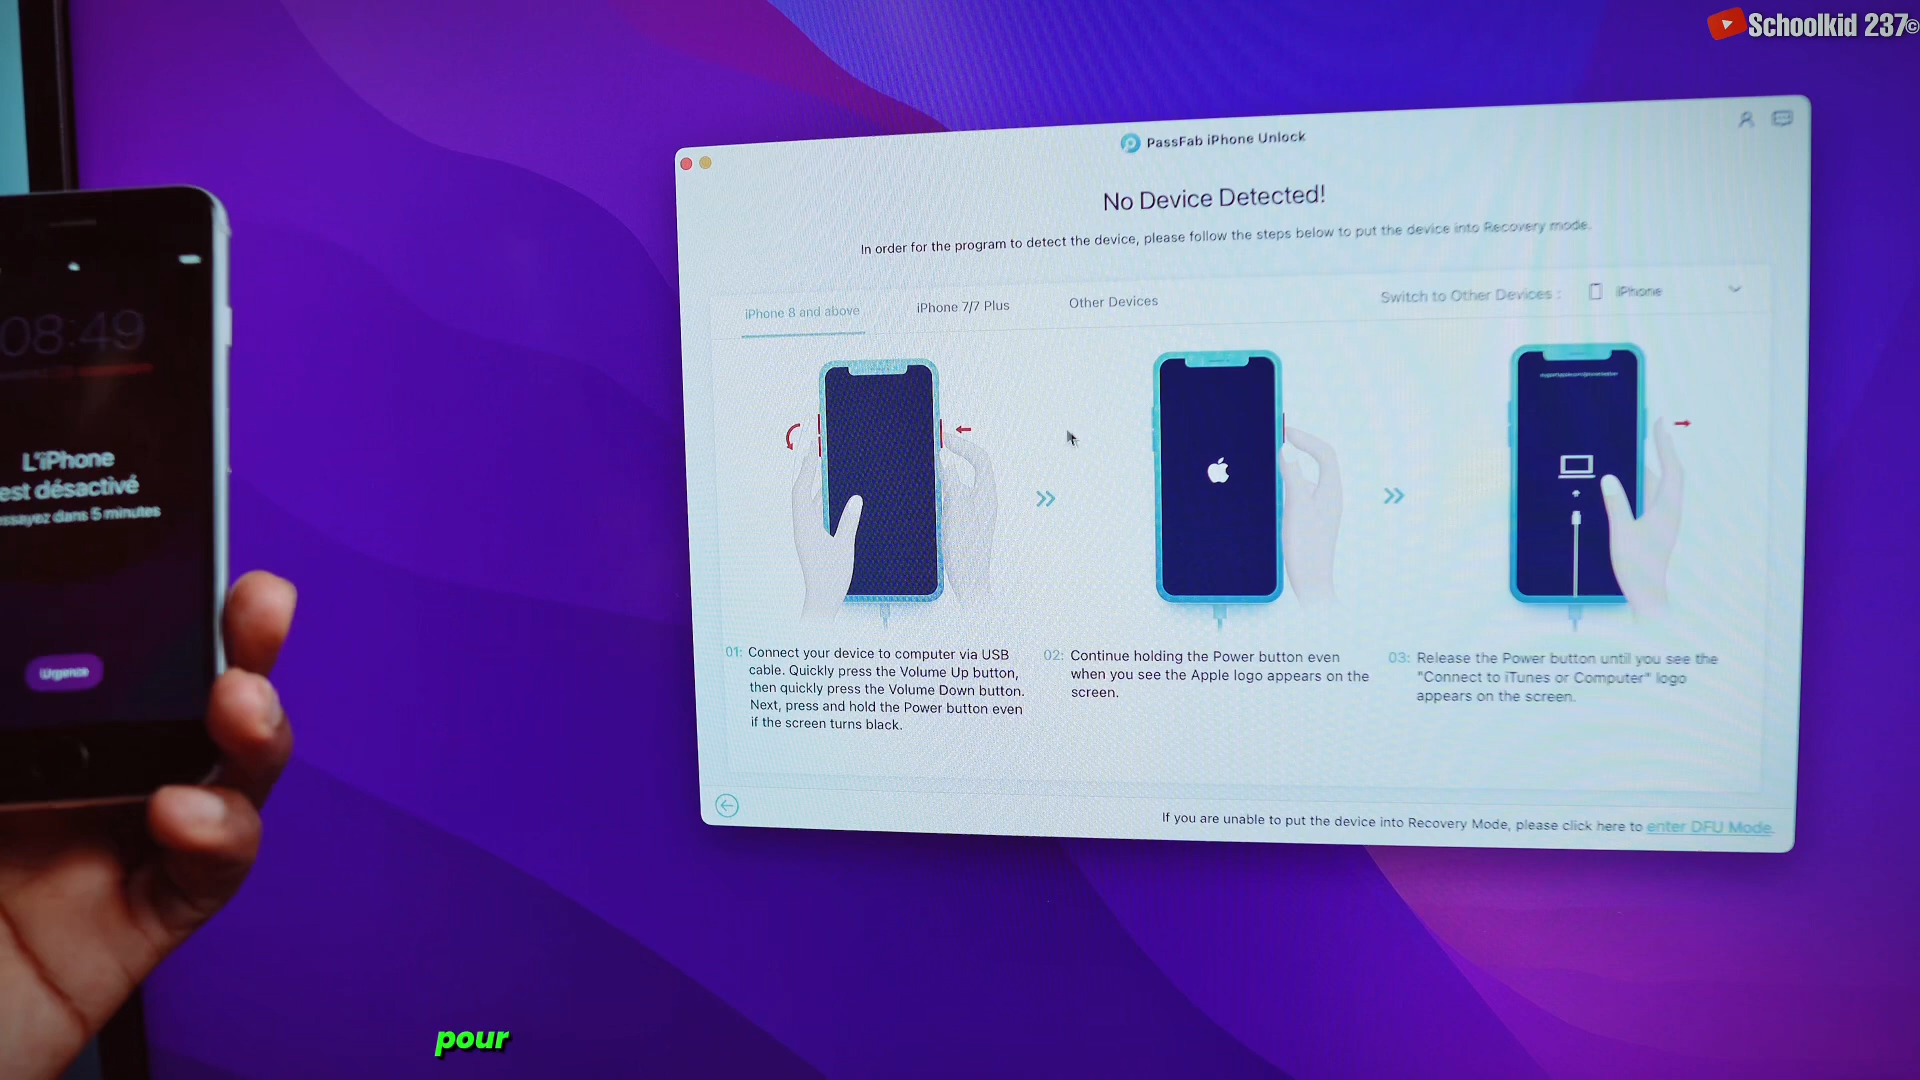 Schoolkid 237©
PassFab iPhone Unlock
No Device Detected!
In order for the program to detect the device, please follow the steps below to put the device into Recovery mode.
iPhone 8 and above
iPhone 7/7 Plus
Other Devices
Switch to Other Devices :
iPhone
08:49
L'iPhone
est désactivé
essayez dans 5 minutes
Urgence
01: Connect your device to computer via USB
cable. Quickly press the Volume Up button,
then quickly press the Volume Down button.
Next, press and hold the Power button even
if the screen turns black.
02: Continue holding the Power button even
when you see the Apple logo appears on the
screen.
03: Release the Power button until you see the
"Connect to iTunes or Computer" logo
appears on the screen.
If you are unable to put the device into Recovery Mode, please click here to enter DFU Mode.
pour